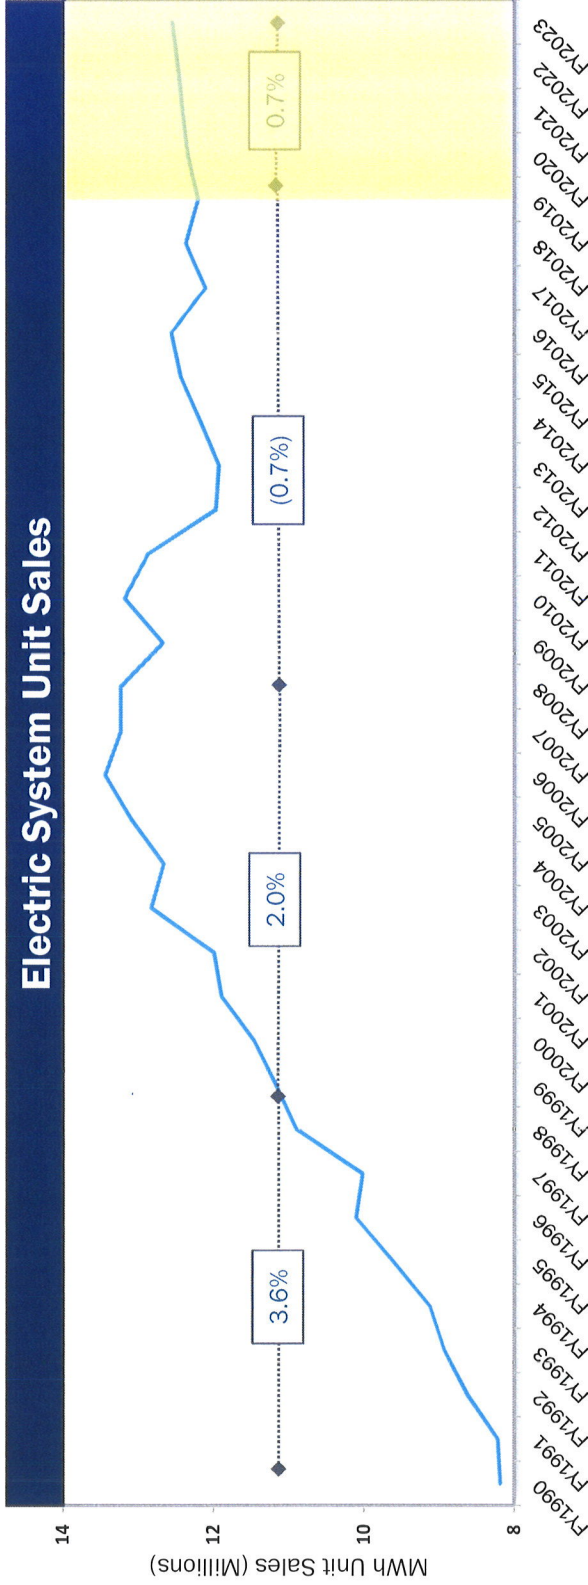 Electric System Unit Sales
MWh Unit Sales (Millions)
14
12
10
8
3.6%
2.0%
(0.7%)
0.7%
FY1990
FY1991
FY1992
FY1993
FY1994
FY1995
FY1996
FY1997
FY1998
FY1999
FY2000
FY2001
FY2002
FY2003
FY2004
FY2005
FY2006
FY2007
FY2008
FY2009
FY2010
FY2011
FY2012
FY2013
FY2014
FY2015
FY2016
FY2017
FY2018
FY2019
FY2020
FY2021
FY2022
FY2023